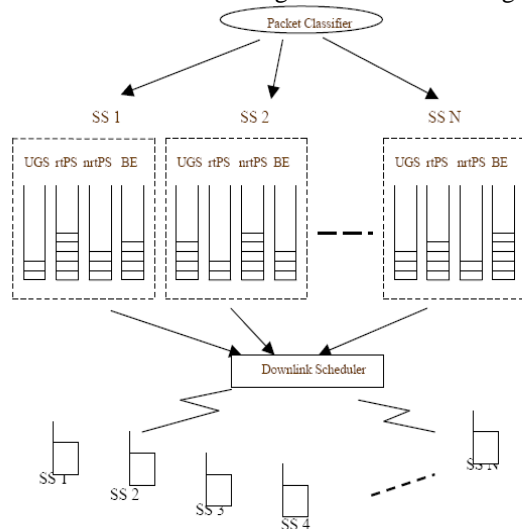 Packet Classifier
SS 1 SS 2 SS N
UGS rtPS nrtPS BE UGS rtPS nrtPS BE UGS rtPS nrtPS BE
Downlink Scheduler
SS 1
SS 2
SS 3
SS 4
SS N